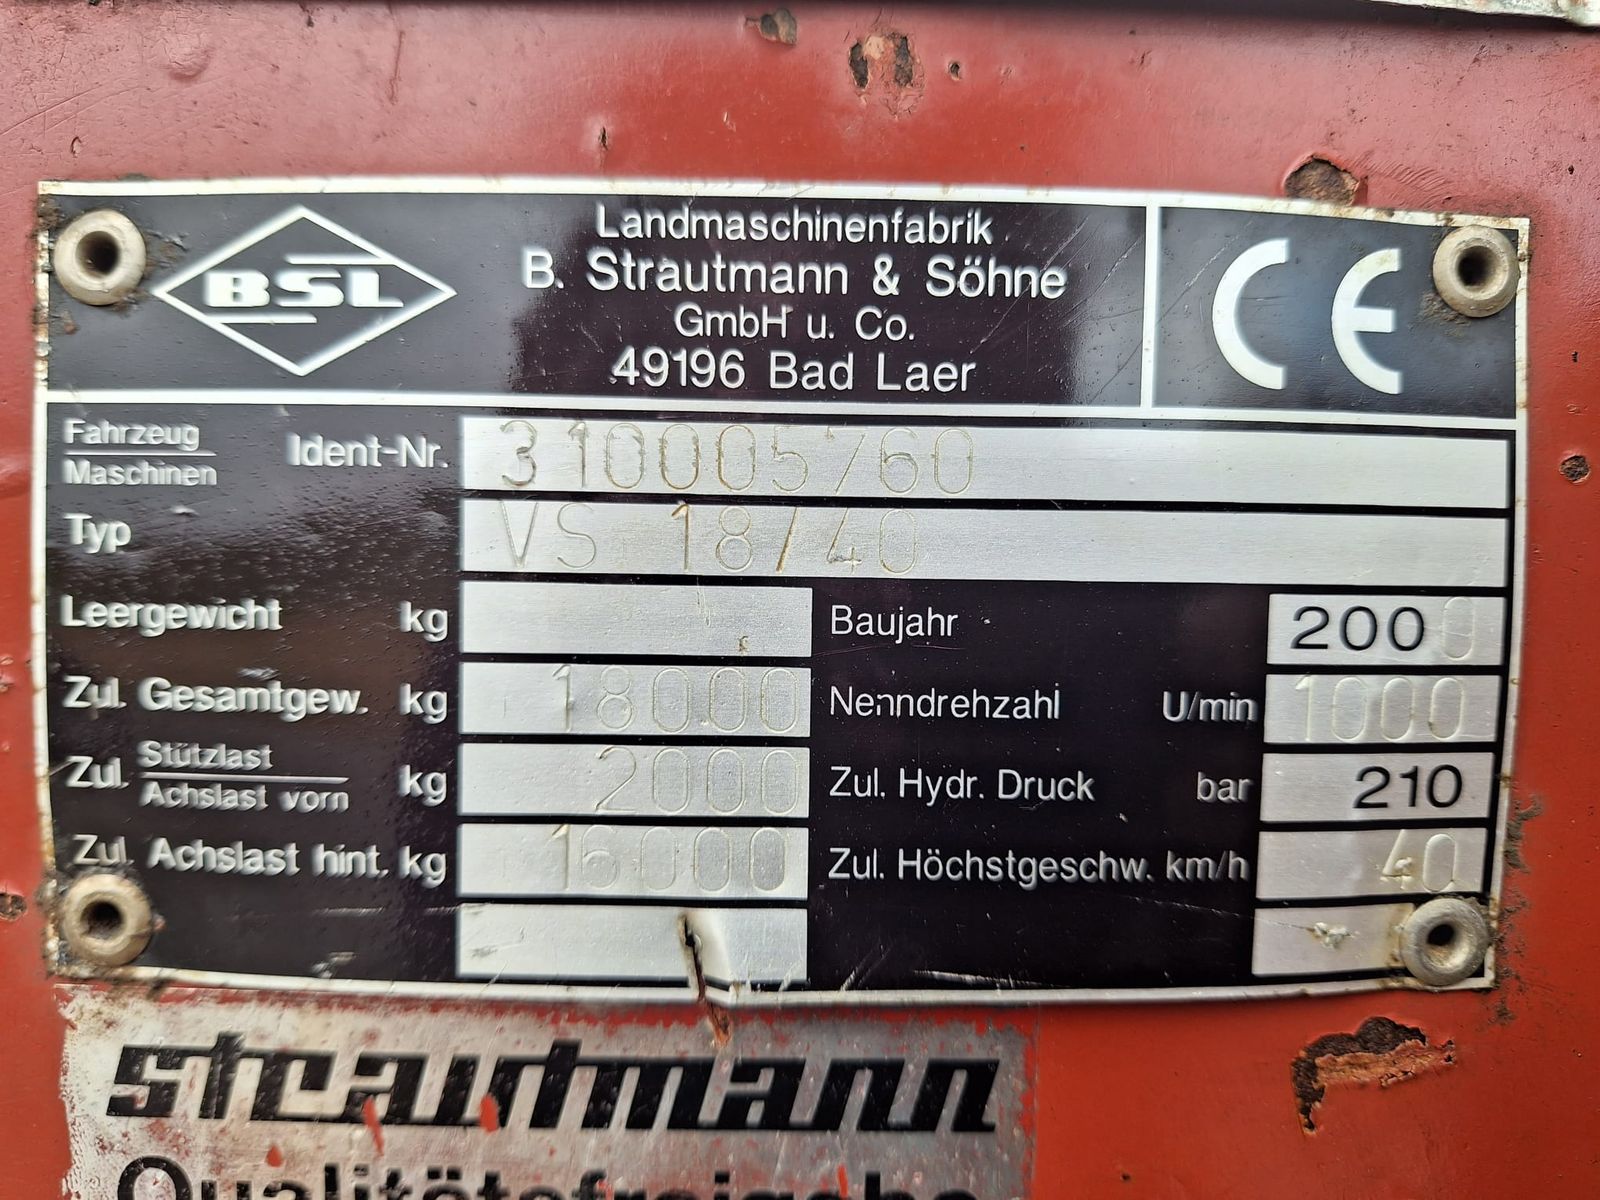 BSL
Landmaschinenfabrik
B. Strautmann & Söhne
GmbH u. Co.
49196 Bad Laer
CE
Fahrzeug
Maschinen
Ident-Nr. 310005760
Typ VS 18/40
Leergewicht kg
Baujahr 2000
Zul. Gesamtgew. kg 18000
Nenndrehzahl U/min 1000
Zul. Stützlast
Achslast vorn kg 2000
Zul. Hydr. Druck bar 210
Zul. Achslast hint. kg 16000
Zul. Höchstgeschw. km/h 40
strautmann
Qualitätsfreigabe